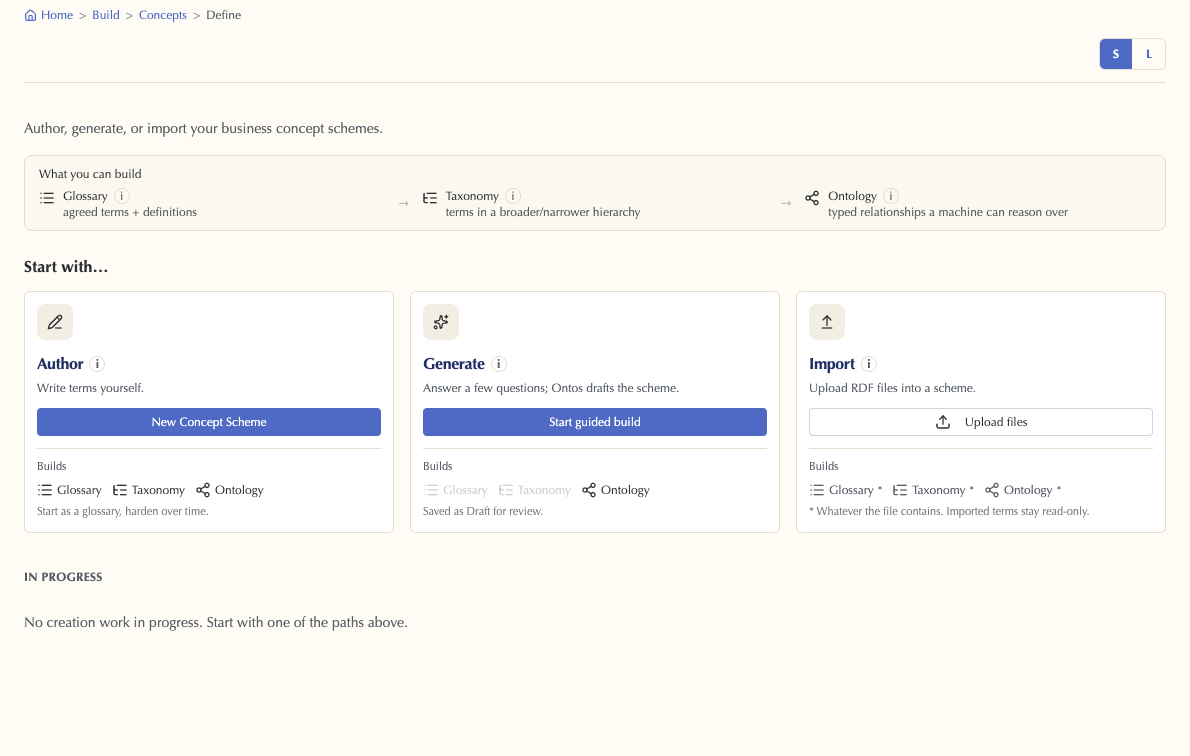 Home > Build > Concepts > Define
S L
Author, generate, or import your business concept schemes.
What you can build
Glossary i
agreed terms + definitions
→
Taxonomy i
terms in a broader/narrower hierarchy
→
Ontology i
typed relationships a machine can reason over
Start with…
Author i
Write terms yourself.
New Concept Scheme
Builds
Glossary Taxonomy Ontology
Start as a glossary, harden over time.
Generate i
Answer a few questions; Ontos drafts the scheme.
Start guided build
Builds
Glossary Taxonomy Ontology
Saved as Draft for review.
Import i
Upload RDF files into a scheme.
Upload files
Builds
Glossary * Taxonomy * Ontology *
* Whatever the file contains. Imported terms stay read-only.
IN PROGRESS
No creation work in progress. Start with one of the paths above.